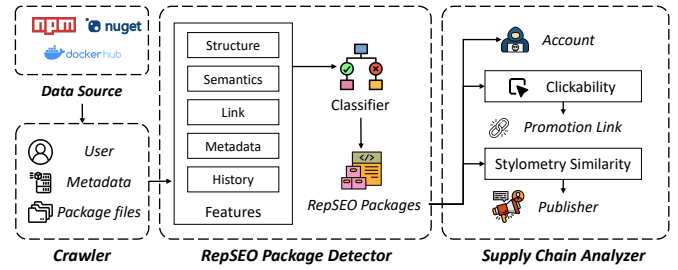 npm
nuget
dockerhub
Data Source
User
Metadata
Package files
Crawler
Structure
Semantics
Link
Metadata
History
Features
Classifier
</>
RepSEO Packages
RepSEO Package Detector
Account
Clickability
Promotion Link
Stylometry Similarity
Publisher
Supply Chain Analyzer